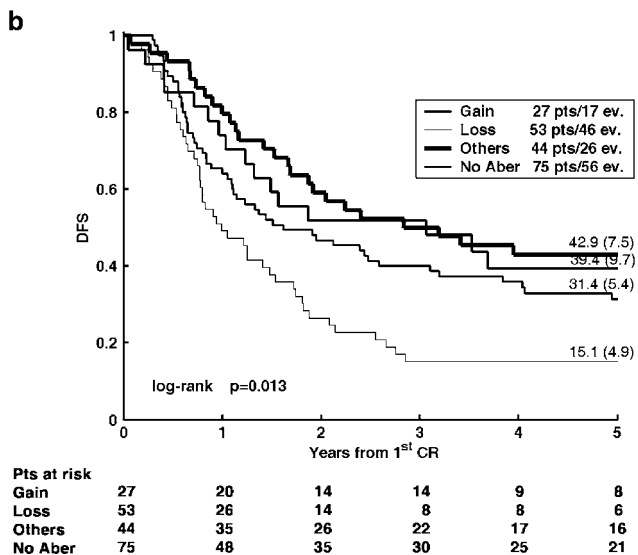 b
1
0.8
0.6
0.4
0.2
0
DFS
Gain 27 pts/17 ev.
Loss 53 pts/46 ev.
Others 44 pts/26 ev.
No Aber 75 pts/56 ev.
42.9 (7.5)
39.4 (9.7)
31.4 (5.4)
15.1 (4.9)
log-rank p=0.013
0 1 2 3 4 5
Years from 1st CR
Pts at risk
Gain 27 20 14 14 9 8
Loss 53 26 14 8 8 6
Others 44 35 26 22 17 16
No Aber 75 48 35 30 25 21